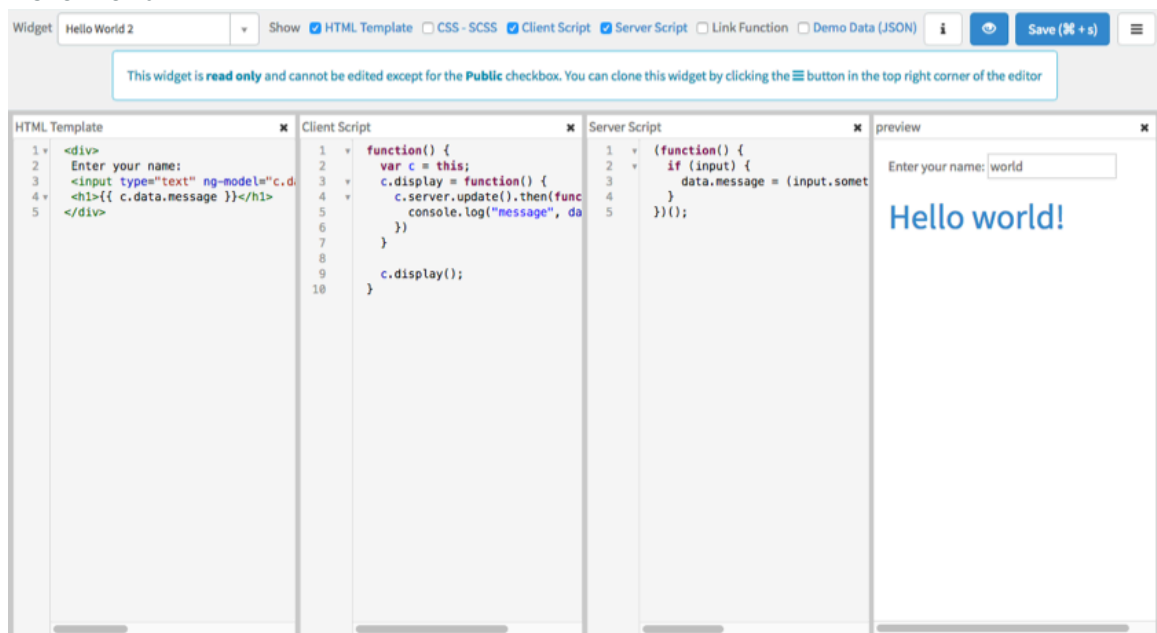 Widget Hello World 2 Show HTML Template CSS - SCSS Client Script Server Script Link Function Demo Data (JSON) i Save (⌘ + s)
This widget is read only and cannot be edited except for the Public checkbox. You can clone this widget by clicking the ☰ button in the top right corner of the editor
HTML Template
1 <div>
2 Enter your name:
3 <input type="text" ng-model="c.d
4 <h1>{{ c.data.message }}</h1>
5 </div>
Client Script
1 function() {
2 var c = this;
3 c.display = function() {
4 c.server.update().then(func
5 console.log("message", da
6 })
7 }
8
9 c.display();
10 }
Server Script
1 (function() {
2 if (input) {
3 data.message = (input.somet
4 }
5 })();
preview
Enter your name: world
Hello world!